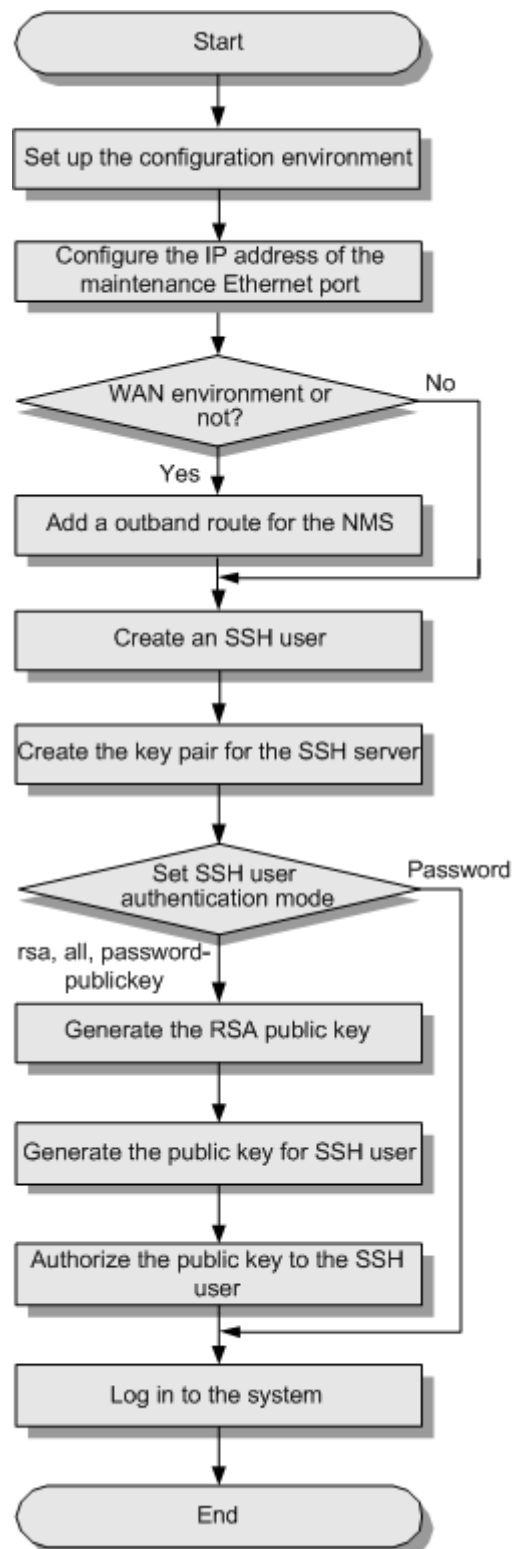 Start
Set up the configuration environment
Configure the IP address of the
maintenance Ethernet port
WAN environment or
not?
No
Yes
Add a outband route for the NMS
Create an SSH user
Create the key pair for the SSH server
Set SSH user
authentication mode
Password
rsa, all, password-
publickey
Generate the RSA public key
Generate the public key for SSH user
Authorize the public key to the SSH
user
Log in to the system
End